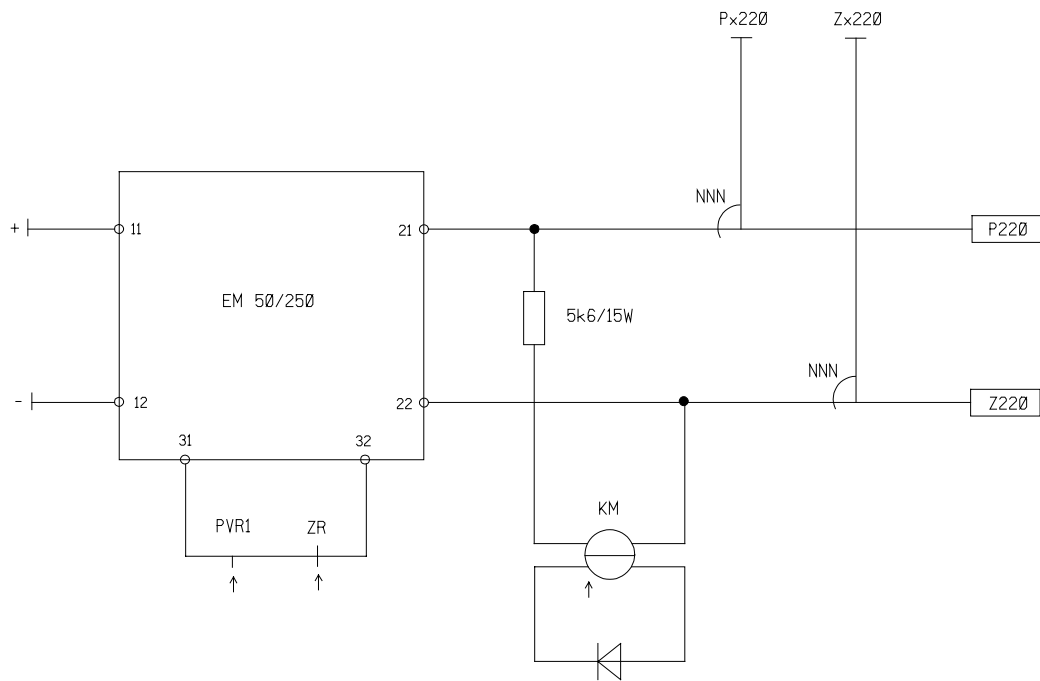 Px220 Zx220
NNN
+ 11 21 P220
EM 50/250
5k6/15W
NNN
- 12 22 Z220
31 32
PVR1 ZR
KM